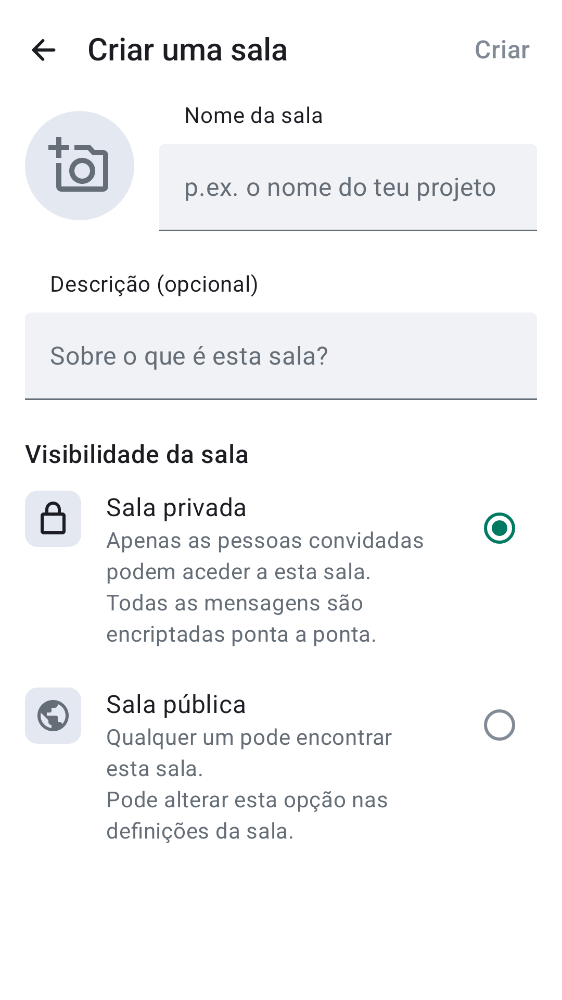 Criar uma sala
Criar
Nome da sala
p.ex. o nome do teu projeto
Descrição (opcional)
Sobre o que é esta sala?
Visibilidade da sala
Sala privada
Apenas as pessoas convidadas
podem aceder a esta sala.
Todas as mensagens são
encriptadas ponta a ponta.
Sala pública
Qualquer um pode encontrar
esta sala.
Pode alterar esta opção nas
definições da sala.